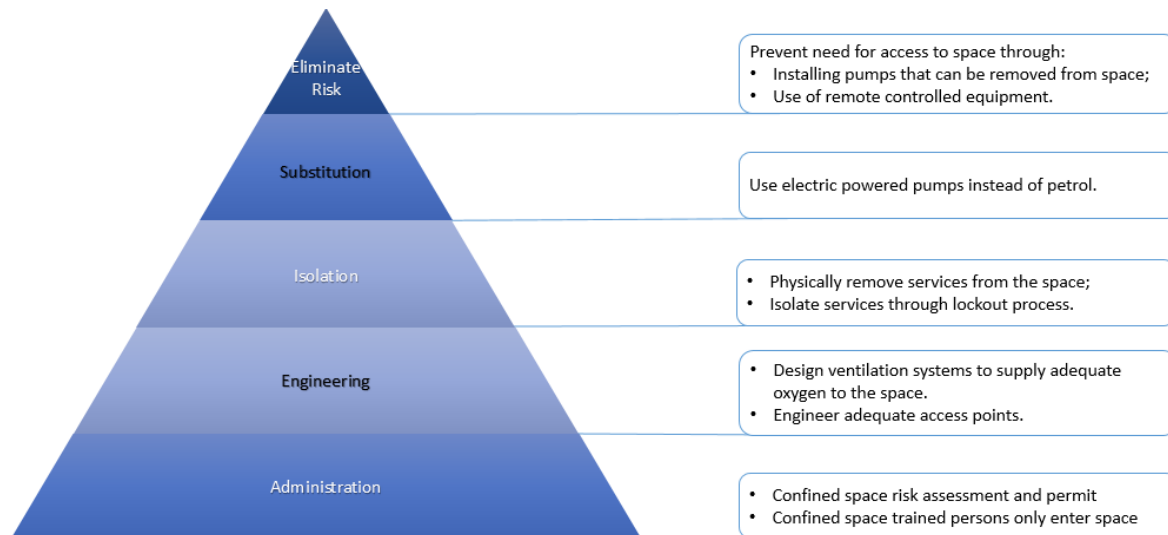 Eliminate
Risk
Prevent need for access to space through:
• Installing pumps that can be removed from space;
• Use of remote controlled equipment.
Substitution
Use electric powered pumps instead of petrol.
Isolation
• Physically remove services from the space;
• Isolate services through lockout process.
Engineering
• Design ventilation systems to supply adequate
oxygen to the space.
• Engineer adequate access points.
Administration
• Confined space risk assessment and permit
• Confined space trained persons only enter space